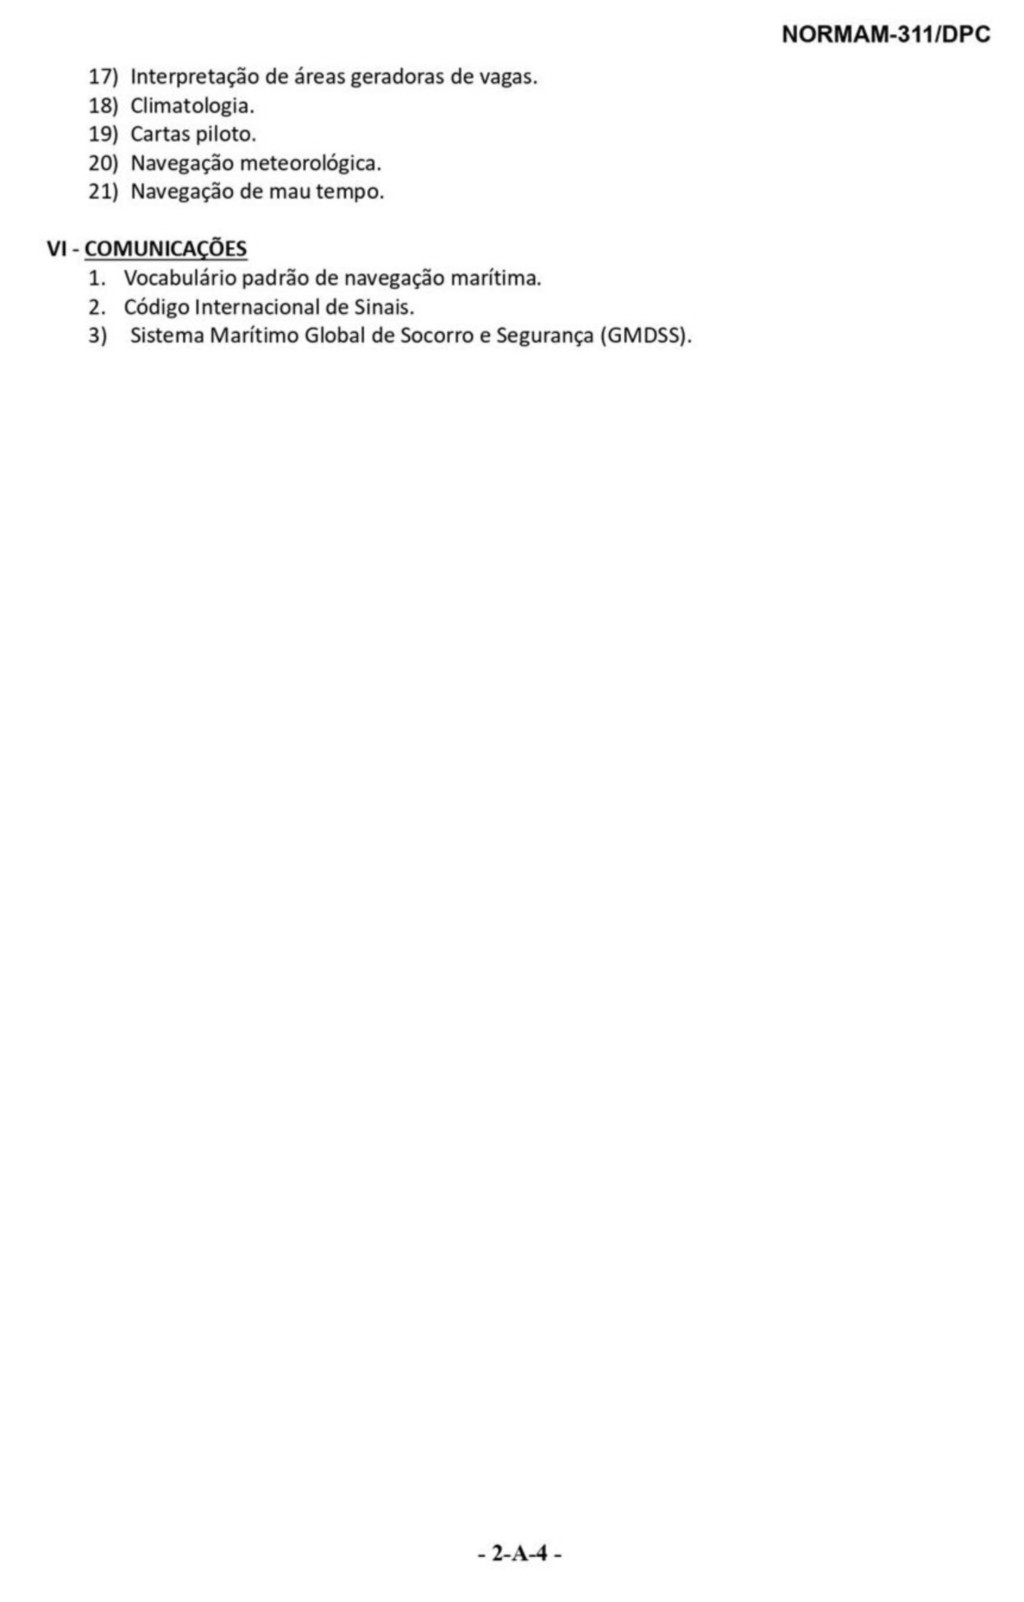 NORMAM-311/DPC
17) Interpretação de áreas geradoras de vagas.
18) Climatologia.
19) Cartas piloto.
20) Navegação meteorológica.
21) Navegação de mau tempo.
VI - COMUNICAÇÕES
1. Vocabulário padrão de navegação marítima.
2. Código Internacional de Sinais.
3) Sistema Marítimo Global de Socorro e Segurança (GMDSS).
- 2-A-4 -